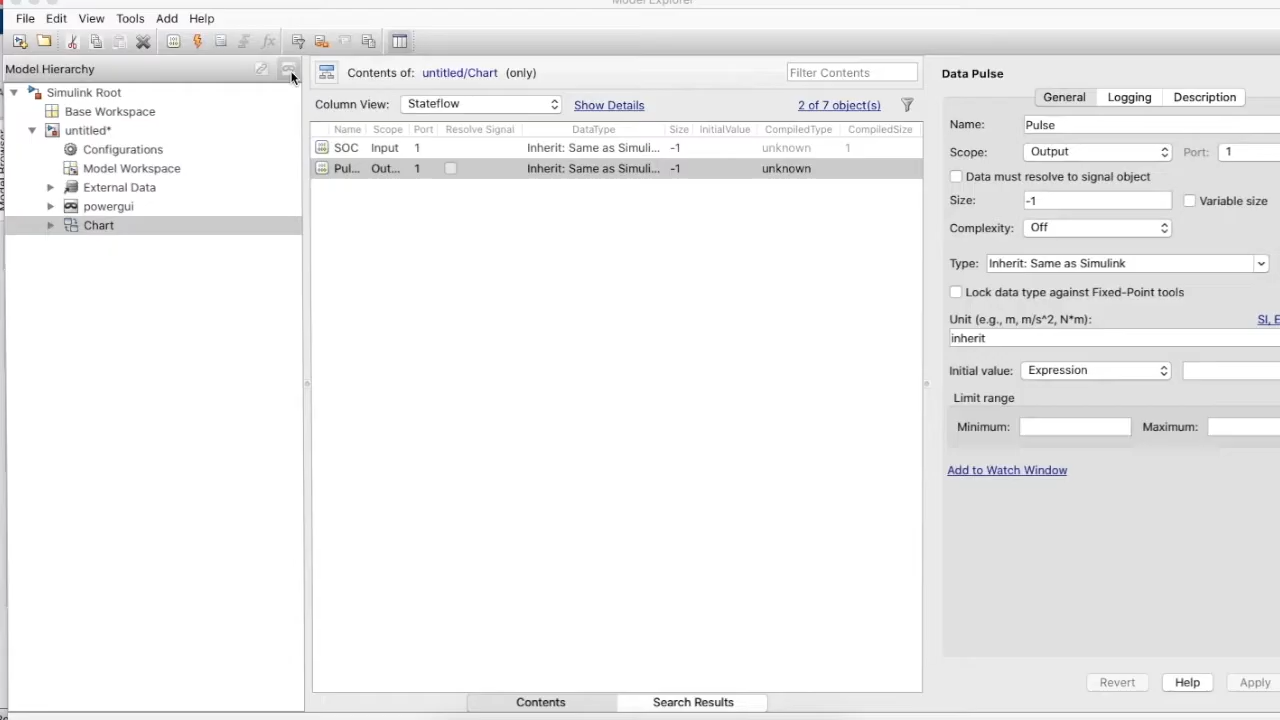 Model Explorer
File Edit View Tools Add Help
Model Hierarchy
Simulink Root
Base Workspace
untitled*
Configurations
Model Workspace
External Data
powergui
Chart
Contents of: untitled/Chart (only)
Filter Contents
Column View: Stateflow Show Details 2 of 7 object(s)
Name Scope Port Resolve Signal DataType Size InitialValue CompiledType CompiledSize
SOC Input 1 Inherit: Same as Simuli... -1 unknown 1
Pul... Out... 1 Inherit: Same as Simuli... -1 unknown
Contents Search Results
Data Pulse
General Logging Description
Name: Pulse
Scope: Output Port: 1
Data must resolve to signal object
Size: -1 Variable size
Complexity: Off
Type: Inherit: Same as Simulink
Lock data type against Fixed-Point tools
Unit (e.g., m, m/s^2, N*m): SI, E
inherit
Initial value: Expression
Limit range
Minimum: Maximum:
Add to Watch Window
Revert Help Apply